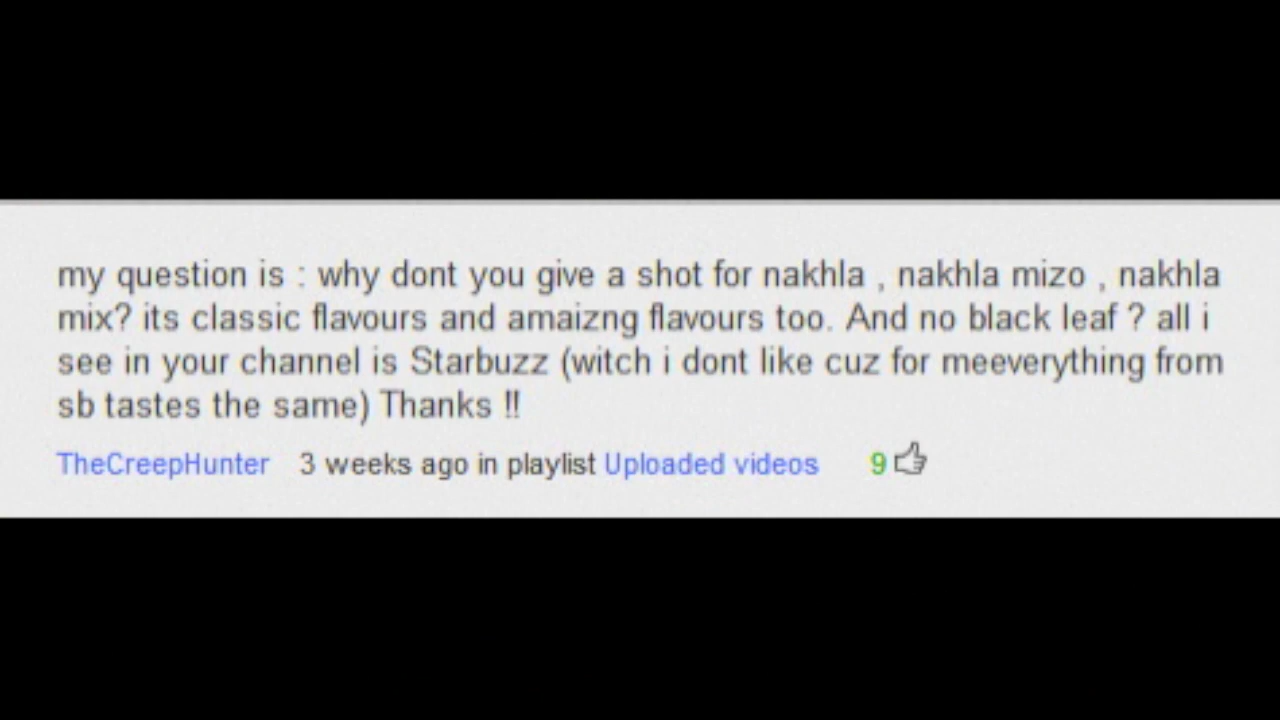 my question is : why dont you give a shot for nakhla , nakhla mizo , nakhla
mix? its classic flavours and amaizng flavours too. And no black leaf ? all i
see in your channel is Starbuzz (witch i dont like cuz for meeverything from
sb tastes the same) Thanks !!
TheCreepHunter 3 weeks ago in playlist Uploaded videos 9